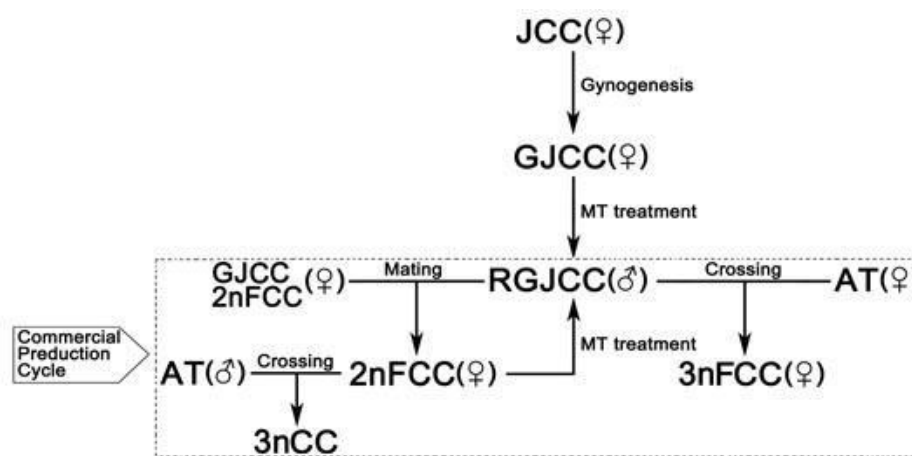 JCC(♀)
Gynogenesis
GJCC(♀)
MT treatment
GJCC
2nFCC
(♀)
Mating
RGJCC(♂)
Crossing
AT(♀)
Commercial
Preduction
Cycle
AT(♂)
Crossing
2nFCC(♀)
MT treatment
3nFCC(♀)
3nCC